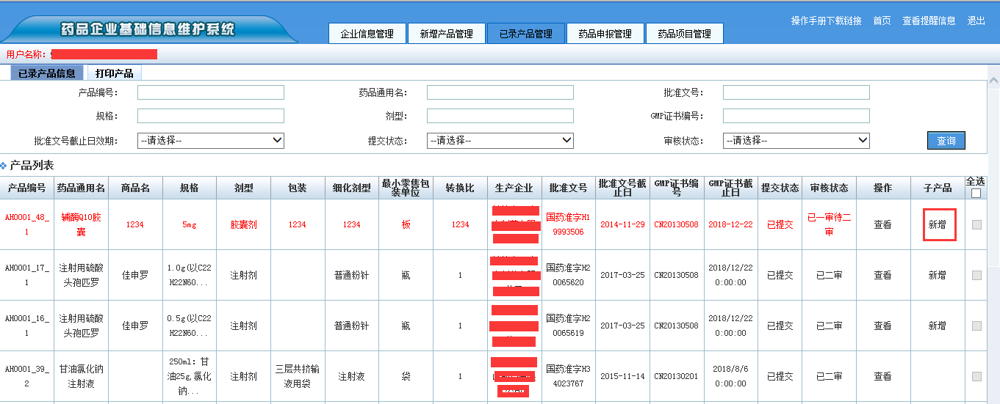 操作手册下载链接 首页 查看提醒信息 退出
药品企业基础信息维护系统
企业信息管理 新增产品管理 已录产品管理 药品申报管理 药品项目管理
用户名称:
已录产品信息 打印产品
产品编号: 药品通用名: 批准文号:
规格: 剂型: GMP证书编号:
批准文号截止日效期: --请选择-- 提交状态: --请选择-- 审核状态: --请选择-- 查询
产品列表
产品编号 药品通用名 商品名 规格 剂型 包装 细化剂型 最小零售包装单位 转换比 生产企业 批准文号 批准文号截止日 GMP证书编号 GMP证书截止日 提交状态 审核状态 操作 子产品 全选
AH0001_48_1 辅酶Q10胶囊 1234 5mg 胶囊剂 1234 1234 板 1234 国药准字H19993506 2014-11-29 CN20130508 2018-12-22 已提交 已一审待二审 查看 新增
AH0001_17_1 注射用硫酸头孢匹罗 佳申罗 1.0g(以C22H22N6O... 注射剂 普通粉针 瓶 1 国药准字H20065620 2017-03-25 CN20130508 2018/12/22 0:00:00 已提交 已二审 查看 新增
AH0001_16_1 注射用硫酸头孢匹罗 佳申罗 0.5g(以C22H22N6O... 注射剂 普通粉针 瓶 1 国药准字H20065619 2017-03-25 CN20130508 2018/12/22 0:00:00 已提交 已二审 查看 新增
AH0001_39_2 甘油氯化钠注射液 250ml: 甘油25g,氯化钠... 注射剂 三层共挤输液用袋 注射液 袋 1 国药准字H34023767 2015-11-14 CN20130201 2018/8/6 0:00:00 已提交 已二审 查看